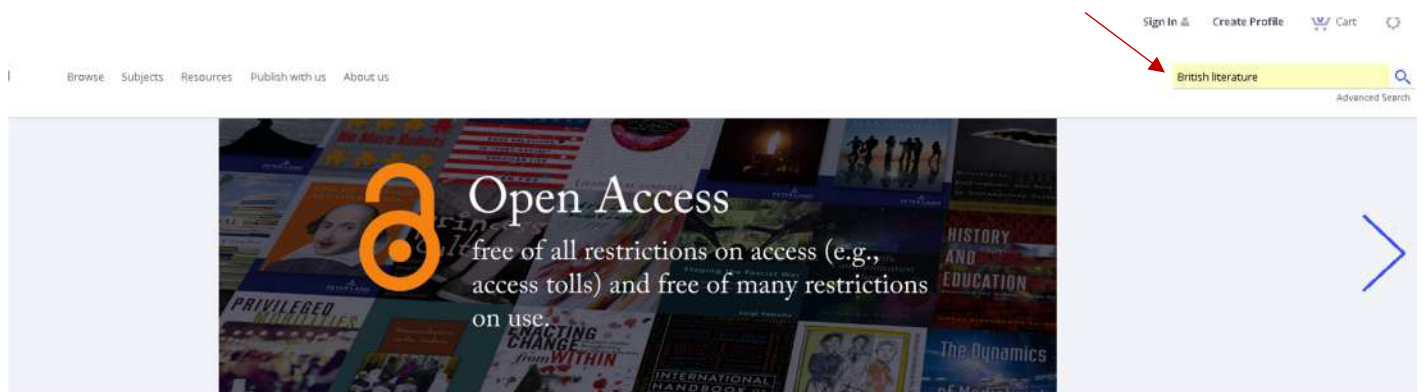 Sign In Create Profile Cart
Browse Subjects Resources Publish with us About us
British literature
Advanced Search
No More Robots
Open Access
free of all restrictions on access (e.g.,
access tolls) and free of many restrictions
on use.
HISTORY
AND
EDUCATION
PRIVILEGED
MOBILITIES
ENACTING
CHANGE
from WITHIN
INTERNATIONAL
HANDBOOK
The Dynamics